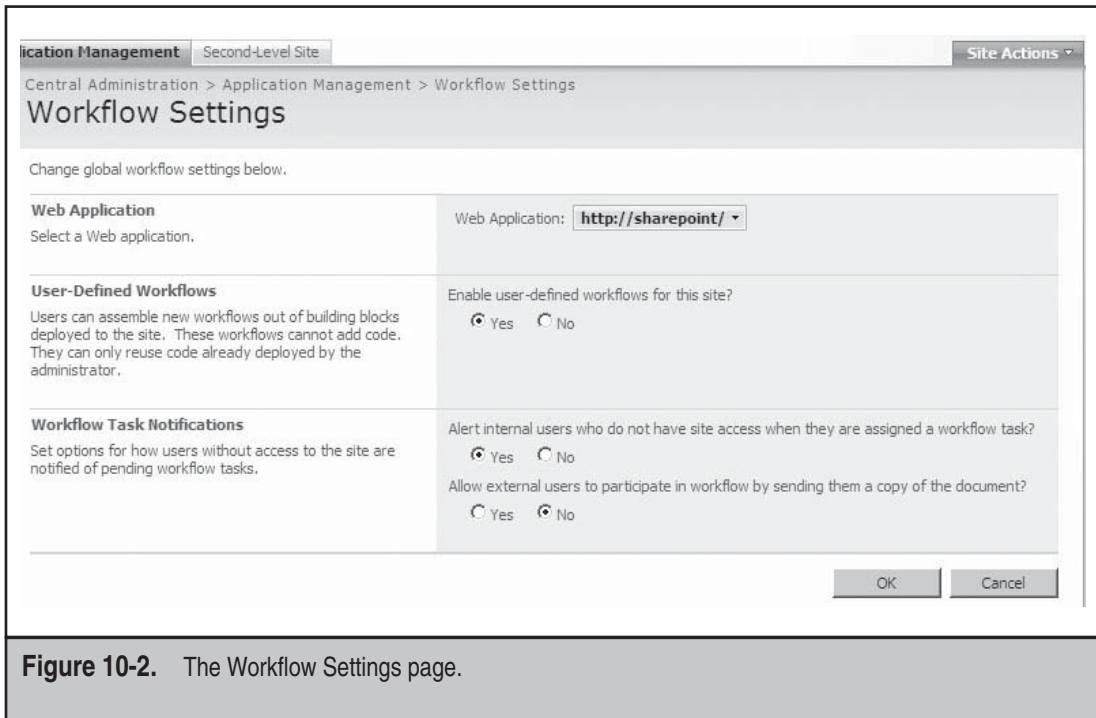 lication Management Second-Level Site Site Actions
Central Administration > Application Management > Workflow Settings
Workflow Settings
Change global workflow settings below.
Web Application
Select a Web application.
Web Application: http://sharepoint/
User-Defined Workflows
Users can assemble new workflows out of building blocks
deployed to the site. These workflows cannot add code.
They can only reuse code already deployed by the
administrator.
Enable user-defined workflows for this site?
Yes No
Workflow Task Notifications
Set options for how users without access to the site are
notified of pending workflow tasks.
Alert internal users who do not have site access when they are assigned a workflow task?
Yes No
Allow external users to participate in workflow by sending them a copy of the document?
Yes No
OK Cancel
Figure 10-2. The Workflow Settings page.